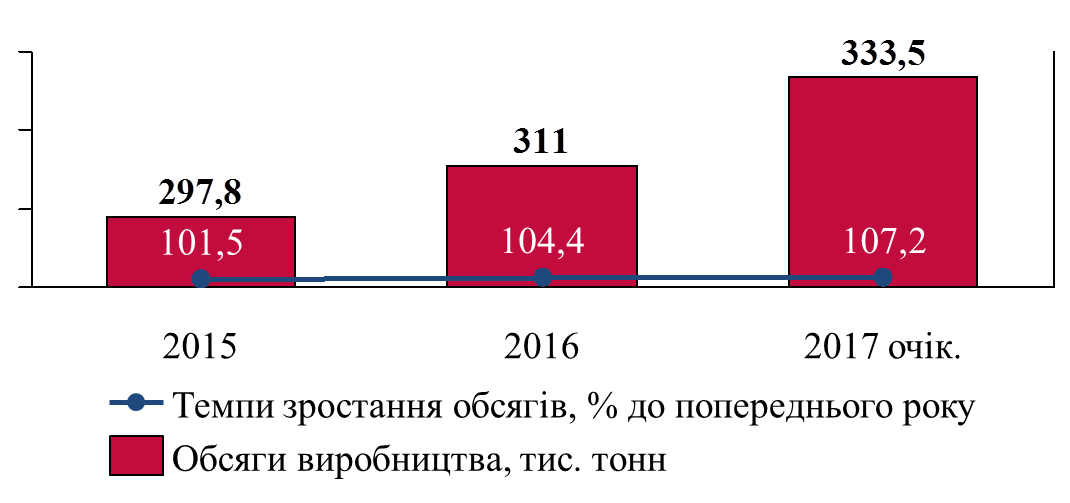 333,5
311
297,8
101,5 104,4 107,2
2015 2016 2017 очік.
Темпи зростання обсягів, % до попереднього року
Обсяги виробництва, тис. тонн